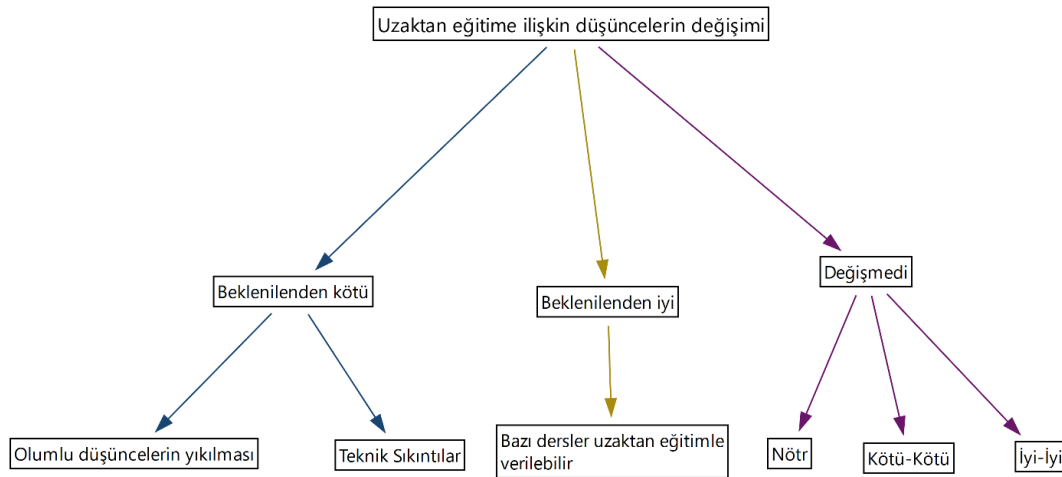 Uzaktan eğitime ilişkin düşüncelerin değişimi
Beklenilenden kötü
Beklenilenden iyi
Değişmedi
Olumlu düşüncelerin yıkılması
Teknik Sıkıntılar
Bazı dersler uzaktan eğitimle
verilebilir
Nötr
Kötü-Kötü
İyi-İyi